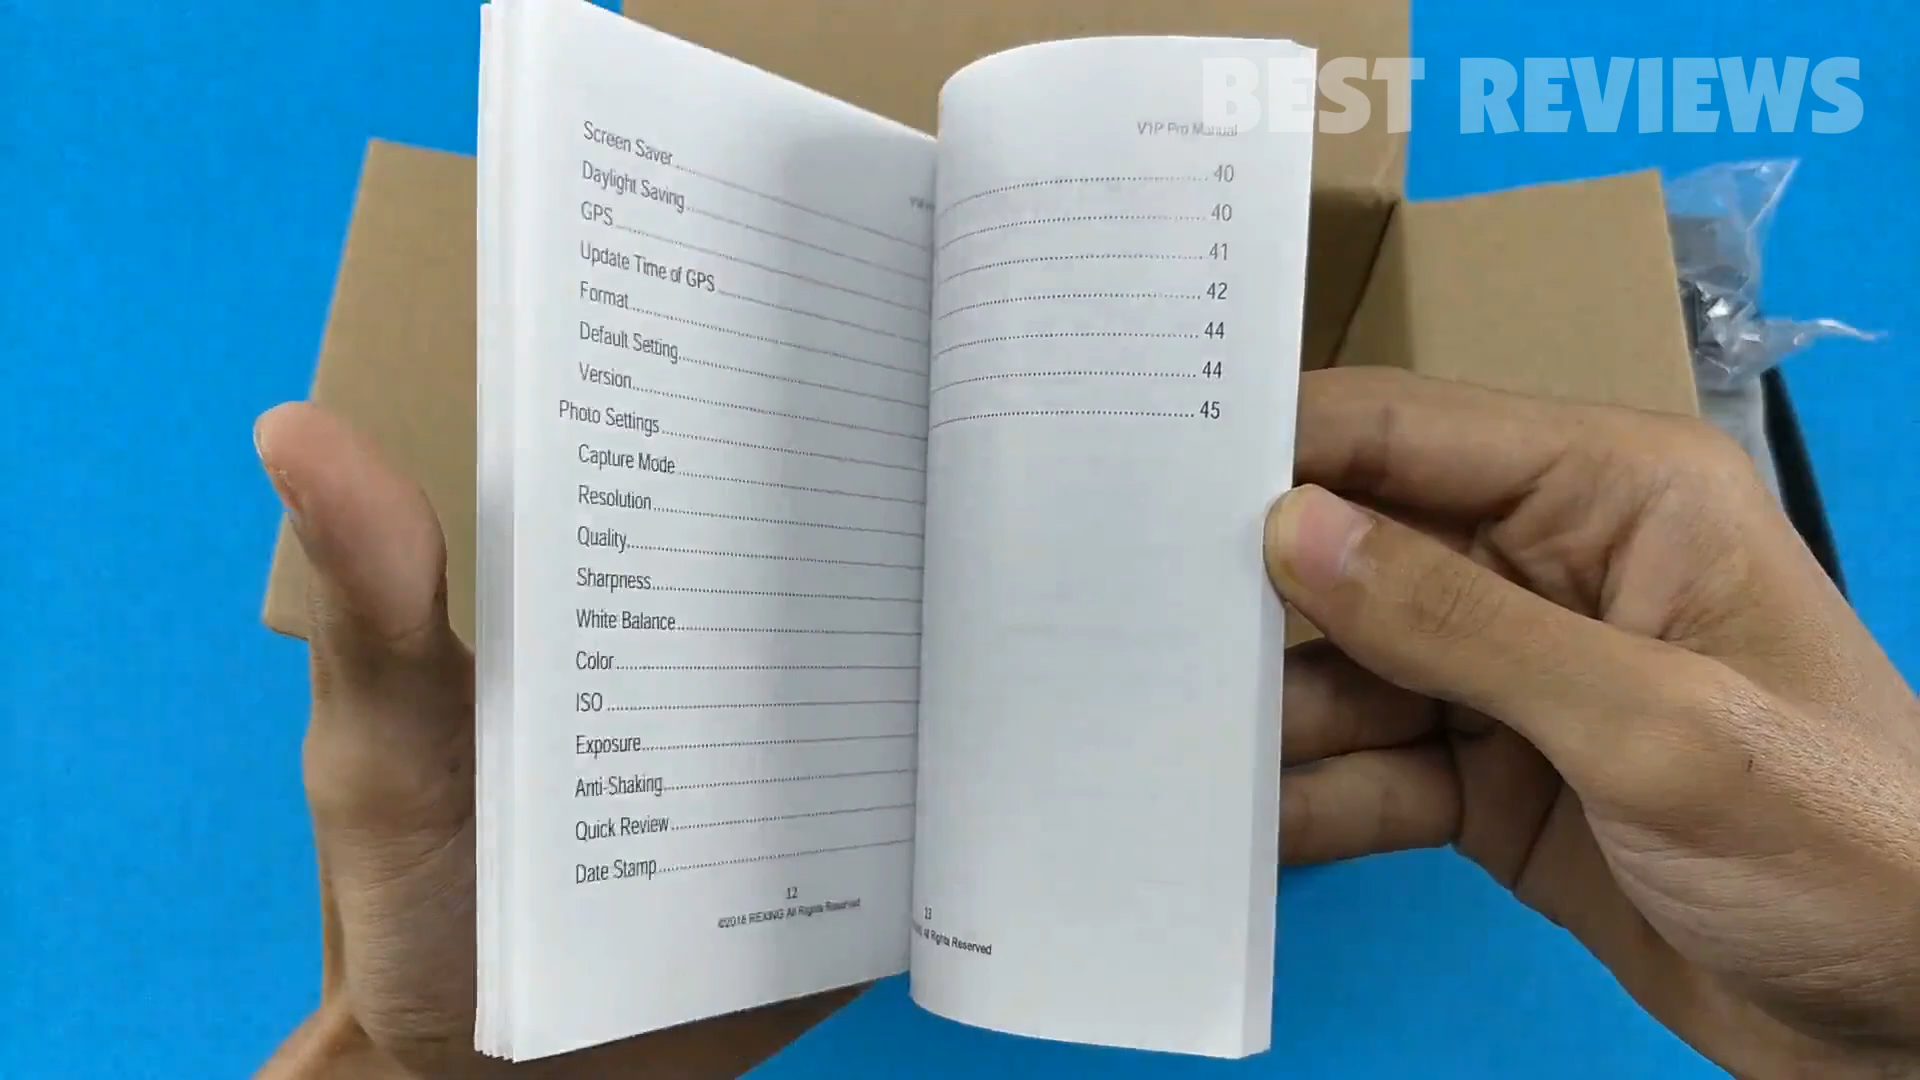 BEST REVIEWS
Screen Saver
Daylight Saving
GPS
Update Time of GPS
Format
Default Setting
Version
Photo Settings
Capture Mode
Resolution
Quality
Sharpness
White Balance
Color
ISO
Exposure
Anti-Shaking
Quick Review
Date Stamp
12
©2018 REXING All Rights Reserved
V1P Pro Manual
40
40
41
42
44
44
45
13
All Rights Reserved